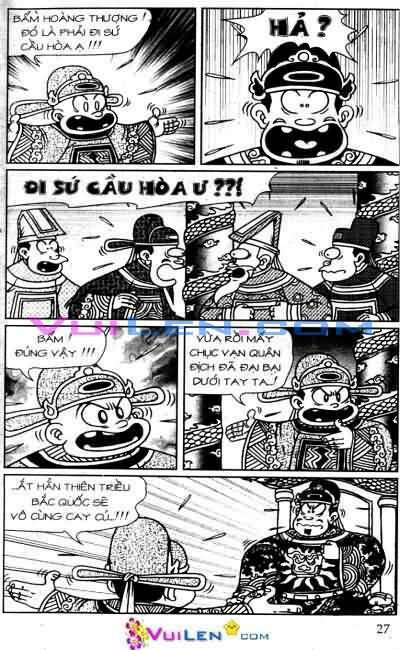 BẨM HOÀNG THƯỢNG !
ĐÓ LÀ PHẢI ĐI SỨ
CẦU HÒA Ạ !!!
HẢ ?
ĐI SỨ CẦU HÒA Ư ??!
VuiLen.com
BẨM
ĐÚNG VẬY !!!
VỪA RỒI MẤY
CHỤC VẠN QUÂN
ĐỊCH ĐÃ ĐẠI BẠI
DƯỚI TAY TA...!
...ẮT HẲN THIÊN TRIỀU
BẮC QUỐC SẼ
VÔ CÙNG CAY CÚ...!!!
27
VuiLen.com